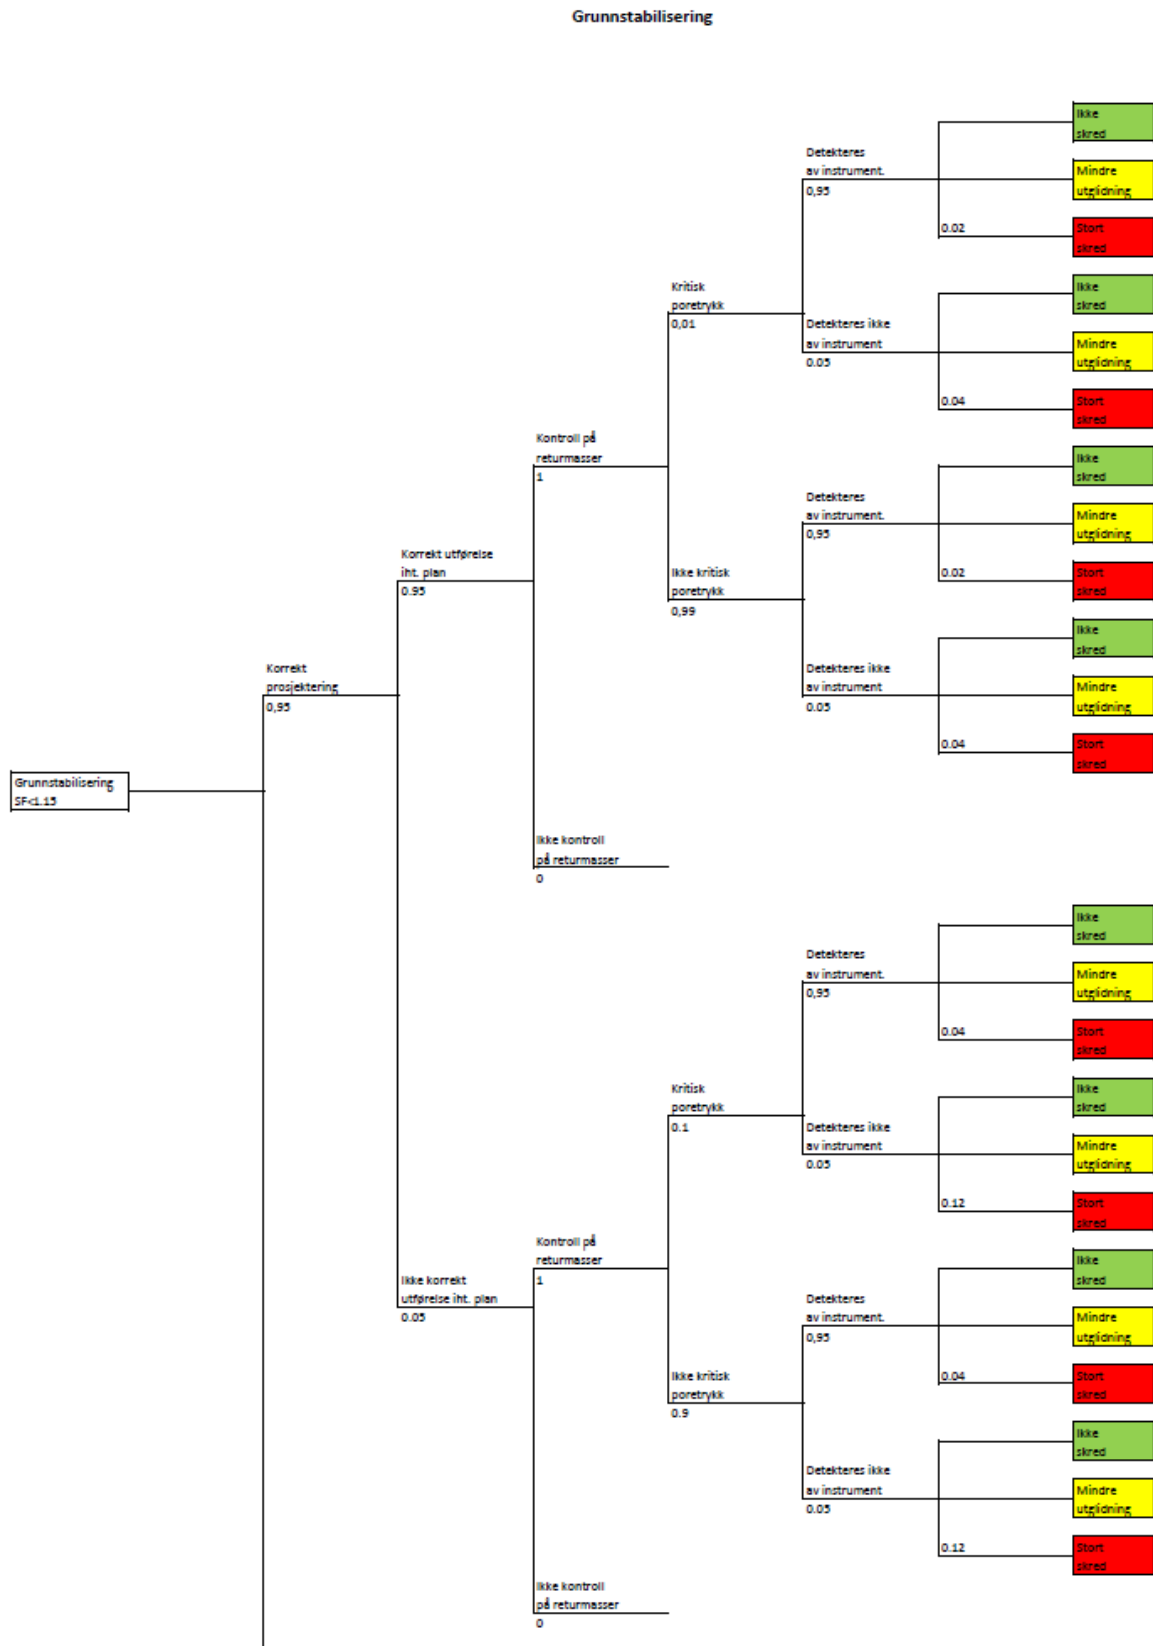 Grunnstabilisering
Ikke
skred
Detekteres
av instrument.
0,95
Mindre
utglidning
0.02
Stort
skred
Kritisk
poretrykk
0,01
Ikke
skred
Detekteres ikke
av instrument
0.05
Mindre
utglidning
0.04
Stort
skred
Kontroll på
returmasser
1
Ikke
skred
Detekteres
av instrument.
0,95
Mindre
utglidning
0.02
Stort
skred
Korrekt utførelse
iht. plan
0.95
Ikke kritisk
poretrykk
0,99
Ikke
skred
Detekteres ikke
av instrument
0.05
Mindre
utglidning
0.04
Stort
skred
Korrekt
prosjektering
0,95
Grunnstabilisering
SF<1.15
Ikke kontroll
på returmasser
0
Ikke
skred
Detekteres
av instrument.
0,95
Mindre
utglidning
0.04
Stort
skred
Kritisk
poretrykk
0.1
Ikke
skred
Detekteres ikke
av instrument
0.05
Mindre
utglidning
0.12
Stort
skred
Kontroll på
returmasser
1
Ikke korrekt
utførelse iht. plan
0.05
Ikke
skred
Detekteres
av instrument.
0,95
Mindre
utglidning
0.04
Stort
skred
Ikke kritisk
poretrykk
0.9
Ikke
skred
Detekteres ikke
av instrument
0.05
Mindre
utglidning
0.12
Stort
skred
Ikke kontroll
på returmasser
0